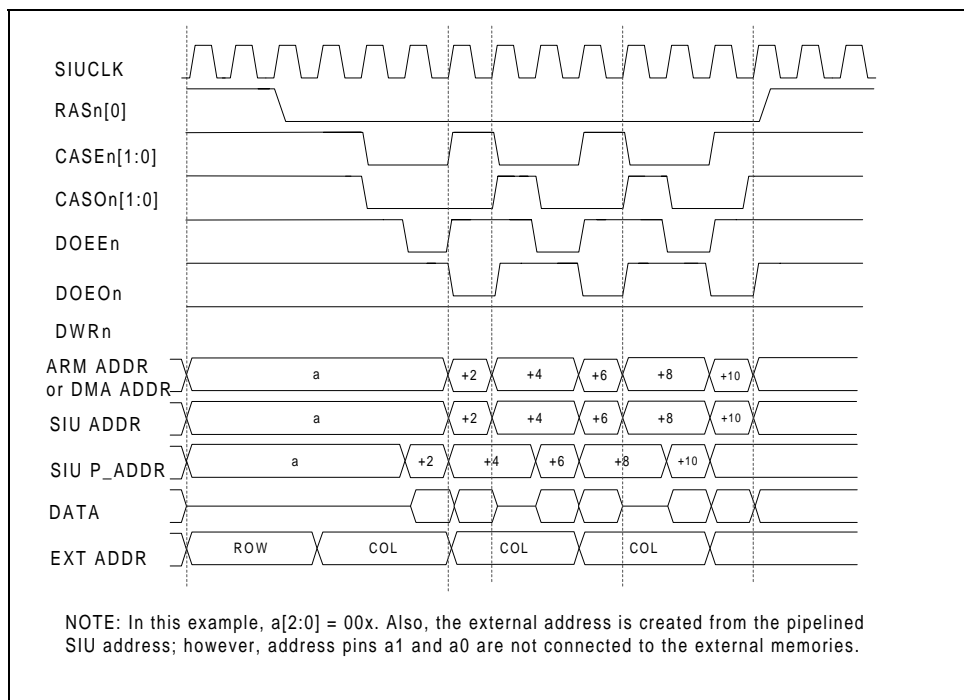 SIUCLK
RASn[0]
CASEn[1:0]
CASOn[1:0]
DOEEn
DOEOn
DWRn
ARM ADDR
or DMA ADDR
a +2 +4 +6 +8 +10
SIU ADDR a +2 +4 +6 +8 +10
SIU P_ADDR a +2 +4 +6 +8 +10
DATA
EXT ADDR ROW COL COL COL
NOTE: In this example, a[2:0] = 00x. Also, the external address is created from the pipelined
SIU address; however, address pins a1 and a0 are not connected to the external memories.